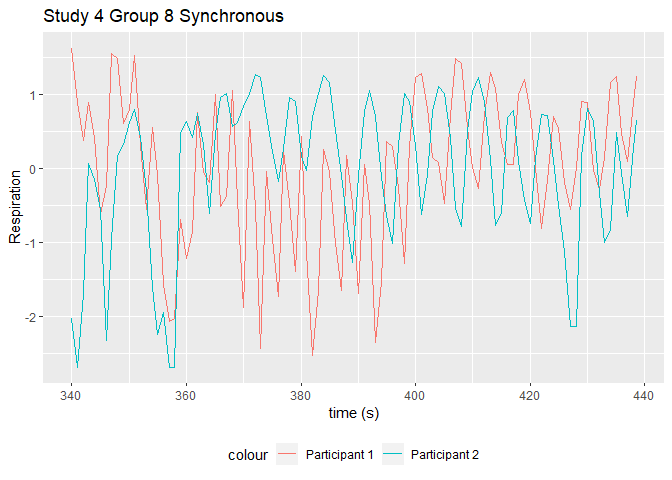 Study 4 Group 8 Synchronous
Respiration
1
0
-1
-2
340 360 380 400 420 440
time (s)
colour Participant 1 Participant 2